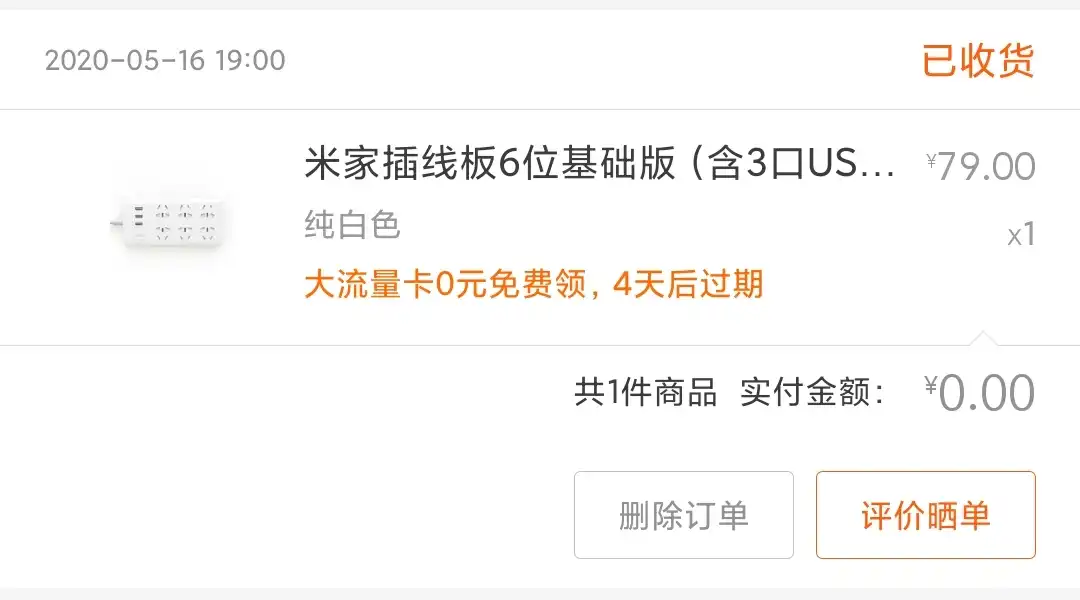 2020-05-16 19:00
已收货
米家插线板6位基础版（含3口US...
¥79.00
纯白色
x1
大流量卡0元免费领，4天后过期
共1件商品 实付金额： ¥0.00
删除订单
评价晒单